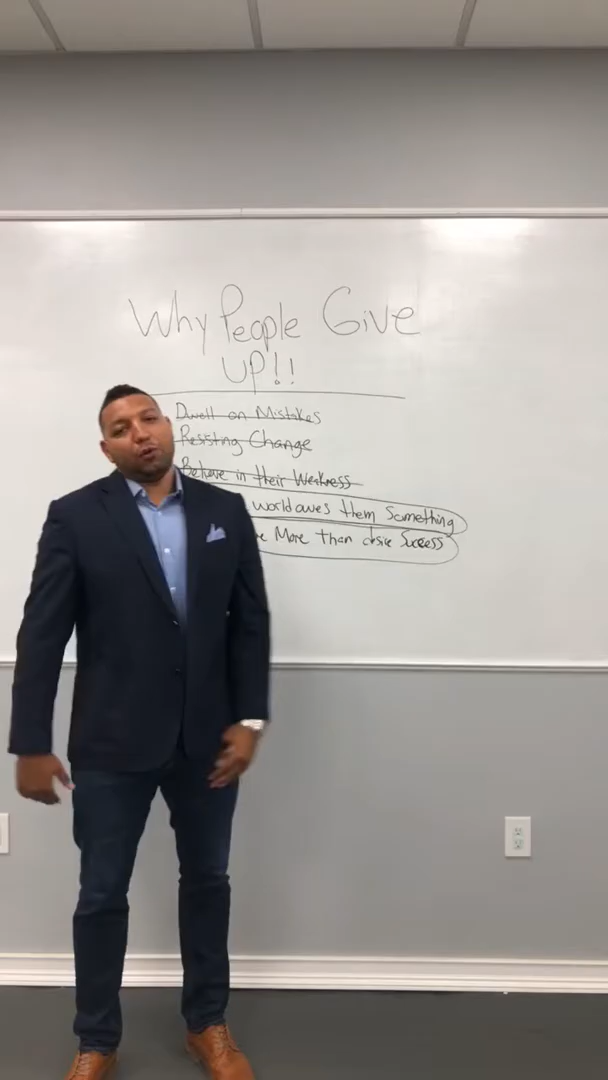 Why People Give
UP!!
Dwell on Mistakes
Resisting Change
Believe in their Weakness
world owes them Something
More than desire Success